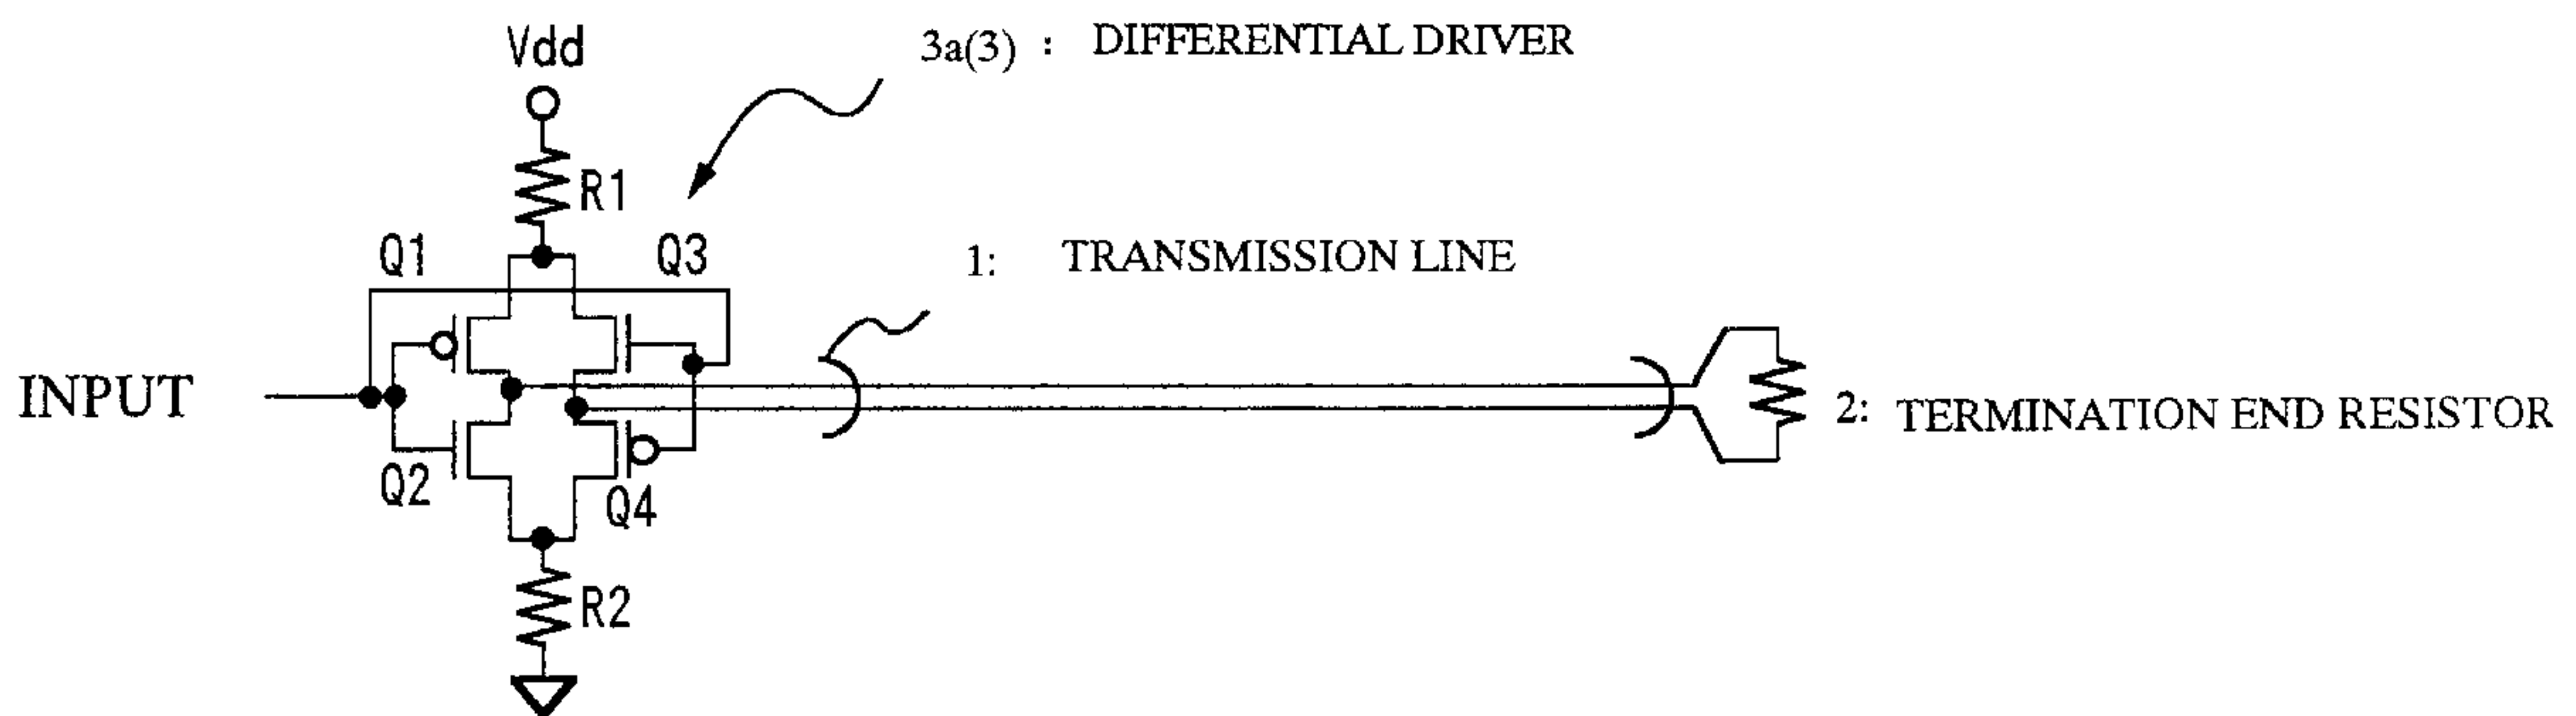 3a(3) : DIFFERENTIAL DRIVER
Vdd
R1
Q1
Q3
1: TRANSMISSION LINE
INPUT
2: TERMINATION END RESISTOR
Q2
Q4
R2